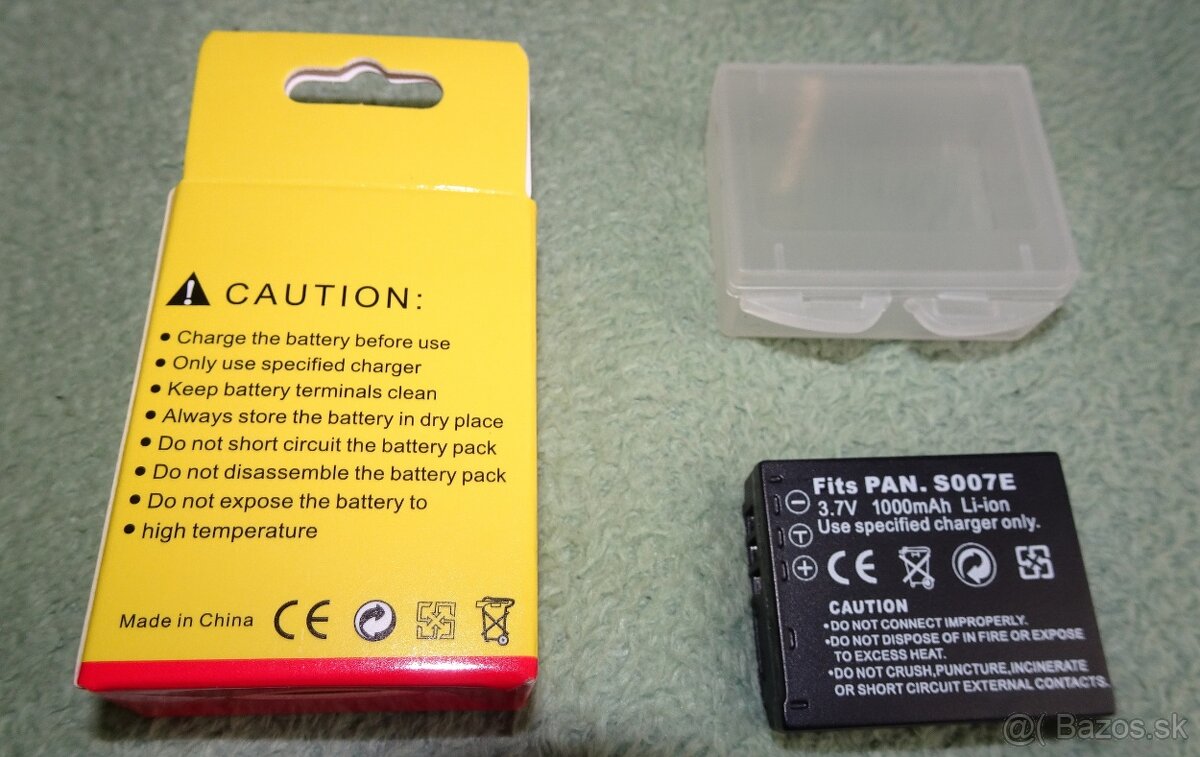 CAUTION:
• Charge the battery before use
• Only use specified charger
• Keep battery terminals clean
• Always store the battery in dry place
• Do not short circuit the battery pack
• Do not disassemble the battery pack
• Do not expose the battery to
• high temperature
Made in China CE
Fits PAN. S007E
3.7V 1000mAh Li-ion
Use specified charger only.
- T +
CE
CAUTION
•DO NOT CONNECT IMPROPERLY.
•DO NOT DISPOSE OF IN FIRE OR EXPOSE
TO EXCESS HEAT.
•DO NOT CRUSH,PUNCTURE,INCINERATE
OR SHORT CIRCUIT EXTERNAL CONTACTS.
@( Bazos.sk